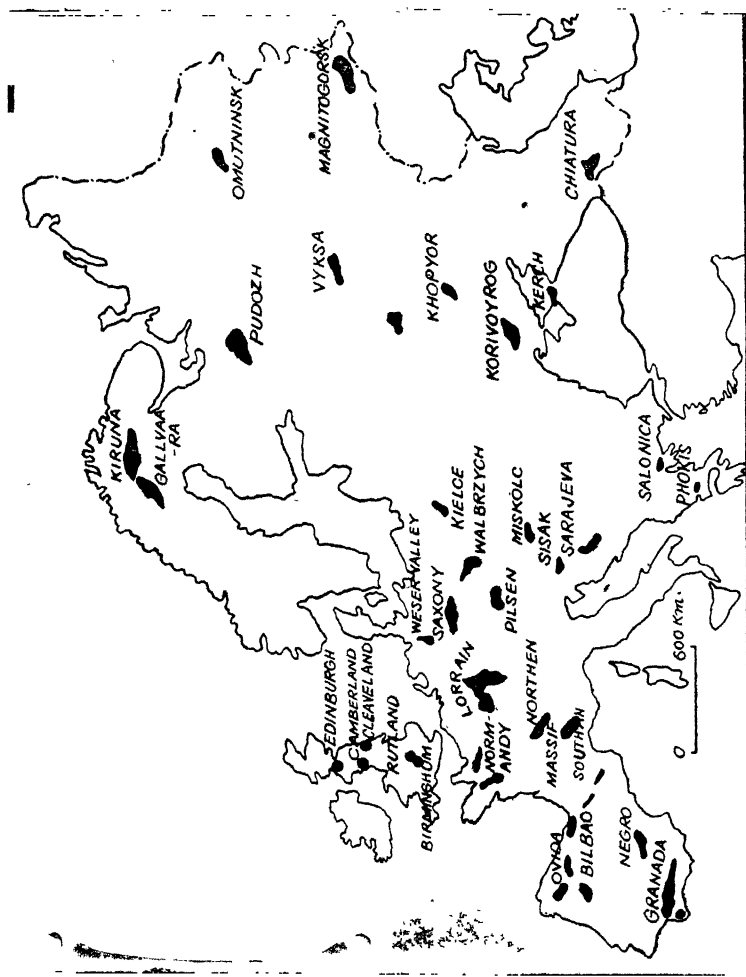 KIRUNA
GALLVAA
-RA
PUDOZH
OMUTNINSK
VYKSA
MAGNITOGORSK
KHOPYOR
KORIVOYROG
KERCH
CHIATURA
EDINBURGH
CAMBERLAND
CLEAVELAND
RUTLAND
BIRMINGHUM
WESER VALLEY
SAXONY
KIELCE
WALBRZYCH
LORRAIN
PILSEN
MISKOLC
SISAK
SARAJEVA
SALONICA
PHOKIS
NORM-
ANDY
NORTHEN
MASSIF
SOUTHAN
OVIDA
BILBAO
NEGRO
GRANADA
0 600 Km.